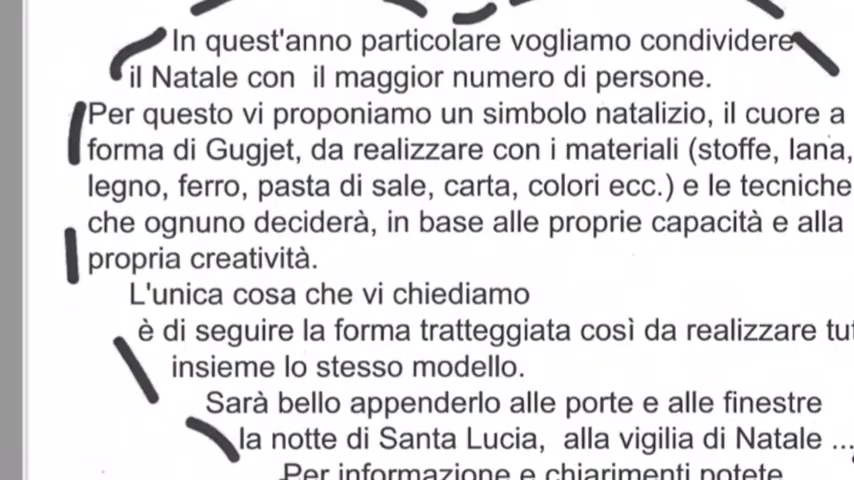 In quest'anno particolare vogliamo condividere
il Natale con il maggior numero di persone.
Per questo vi proponiamo un simbolo natalizio, il cuore a
forma di Gugjet, da realizzare con i materiali (stoffe, lana,
legno, ferro, pasta di sale, carta, colori ecc.) e le tecniche
che ognuno deciderà, in base alle proprie capacità e alla
propria creatività.
L'unica cosa che vi chiediamo
è di seguire la forma tratteggiata così da realizzare
insieme lo stesso modello.
Sarà bello appenderlo alle porte e alle finestre
la notte di Santa Lucia, alla vigilia di Natale ...
Per informazione e chiarimenti potete